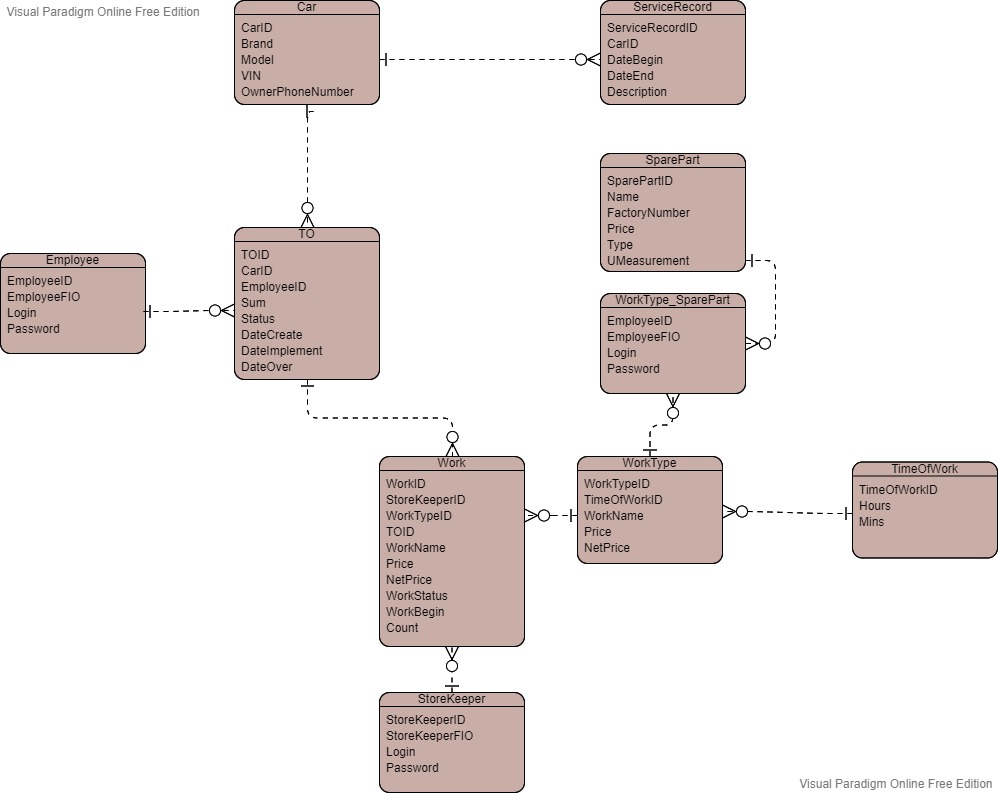 Visual Paradigm Online Free Edition
Car
CarID
Brand
Model
VIN
OwnerPhoneNumber
ServiceRecord
ServiceRecordID
CarID
DateBegin
DateEnd
Description
SparePart
SparePartID
Name
FactoryNumber
Price
Type
UMeasurement
TO
TOID
CarID
EmployeeID
Sum
Status
DateCreate
DateImplement
DateOver
Employee
EmployeeID
EmployeeFIO
Login
Password
WorkType_SparePart
EmployeeID
EmployeeFIO
Login
Password
Work
WorkID
StoreKeeperID
WorkTypeID
TOID
WorkName
Price
NetPrice
WorkStatus
WorkBegin
Count
WorkType
WorkTypeID
TimeOfWorkID
WorkName
Price
NetPrice
TimeOfWork
TimeOfWorkID
Hours
Mins
StoreKeeper
StoreKeeperID
StoreKeeperFIO
Login
Password
Visual Paradigm Online Free Edition